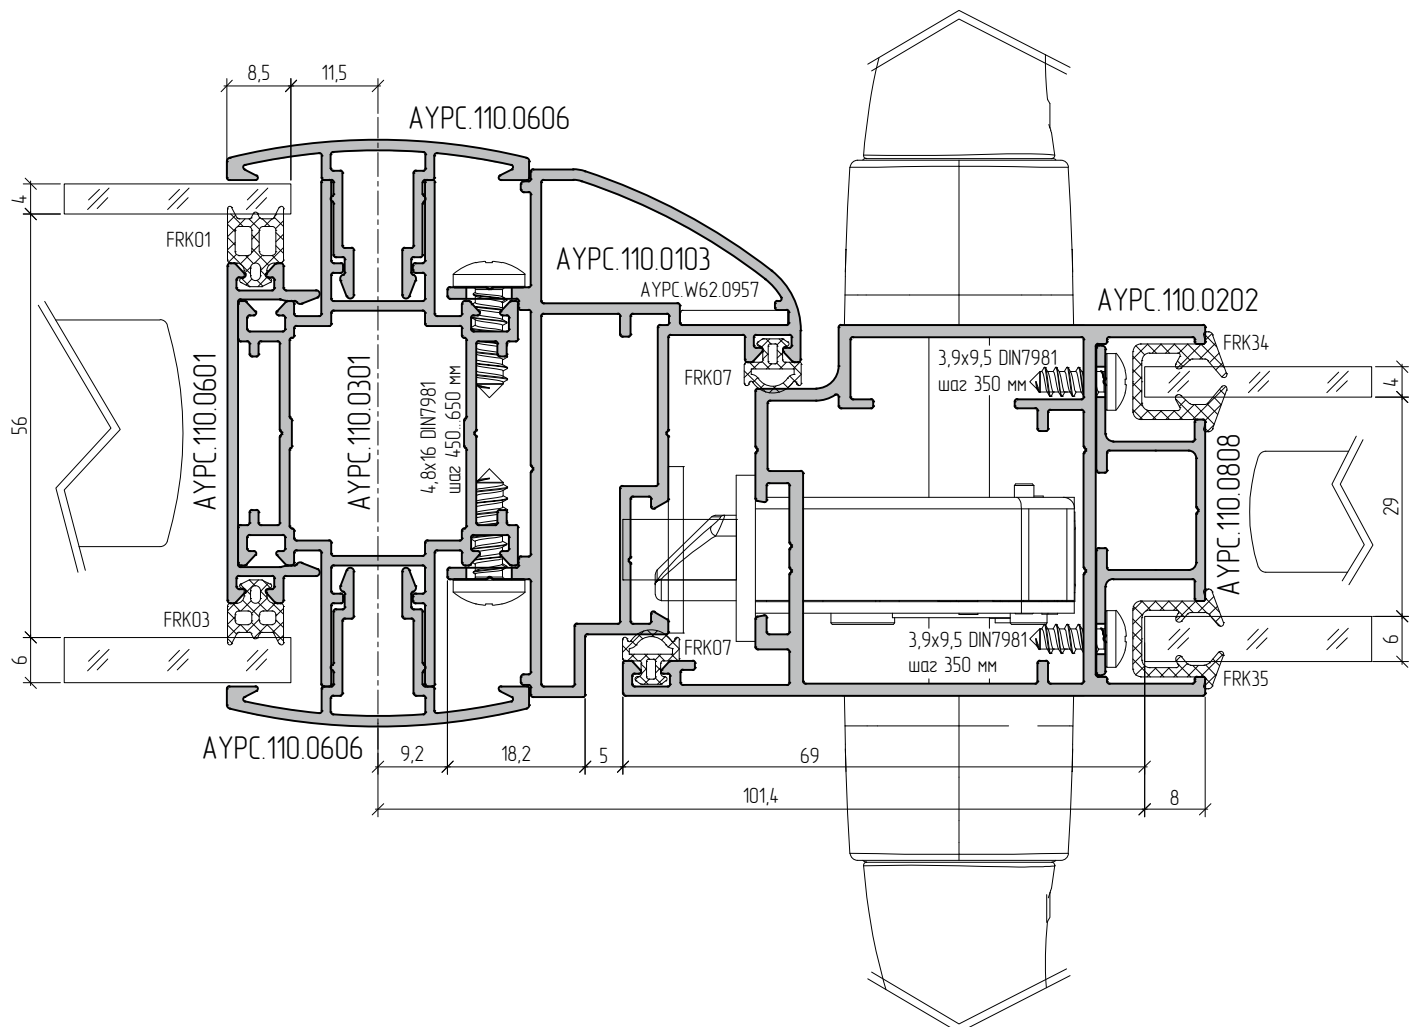 8,5
11,5
AYPC.110.0606
4
FRK01
AYPC.110.0103
AYPC.W62.0957
AYPC.110.0202
3,9x9,5 DIN7981
шаг 350 мм
FRK34
FRK07
4
56
AYPC.110.0601
AYPC.110.0301
4,8x16 DIN7981
шаг 450...650 мм
AYPC.110.0808
29
FRK03
FRK07
3,9x9,5 DIN7981
шаг 350 мм
6
6
FRK35
AYPC.110.0606
9,2
18,2
5
69
101,4
8